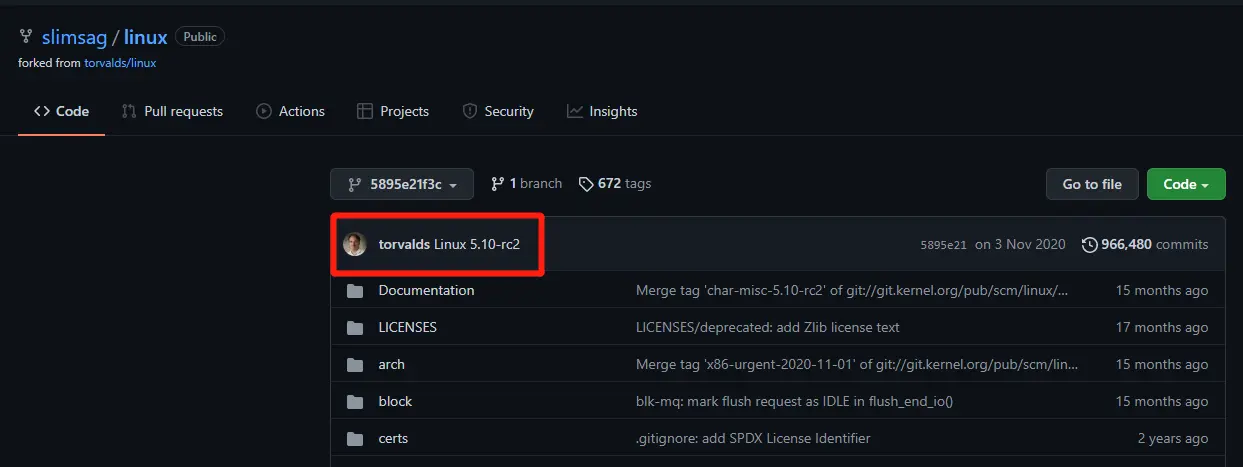 slimsag / linux Public
forked from torvalds/linux
Code Pull requests Actions Projects Security Insights
5895e21f3c 1 branch 672 tags Go to file Code
torvalds Linux 5.10-rc2 5895e21 on 3 Nov 2020 966,480 commits
Documentation Merge tag 'char-misc-5.10-rc2' of git://git.kernel.org/pub/scm/linux/... 15 months ago
LICENSES LICENSES/deprecated: add Zlib license text 17 months ago
arch Merge tag 'x86-urgent-2020-11-01' of git://git.kernel.org/pub/scm/lin... 15 months ago
block blk-mq: mark flush request as IDLE in flush_end_io() 15 months ago
certs .gitignore: add SPDX License Identifier 2 years ago